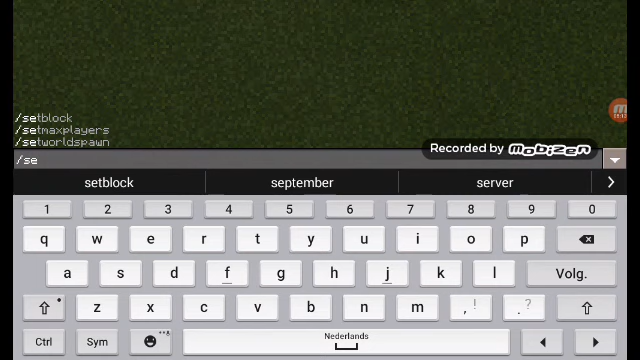 /setblock
/setmaxplayers
/setworldspawn
/se
Recorded by mobizen
setblock september server
1 2 3 4 5 6 7 8 9 0
q w e r t y u i o p
a s d f g h j k l Volg.
z x c v b n m , ! . ?
Ctrl Sym Nederlands